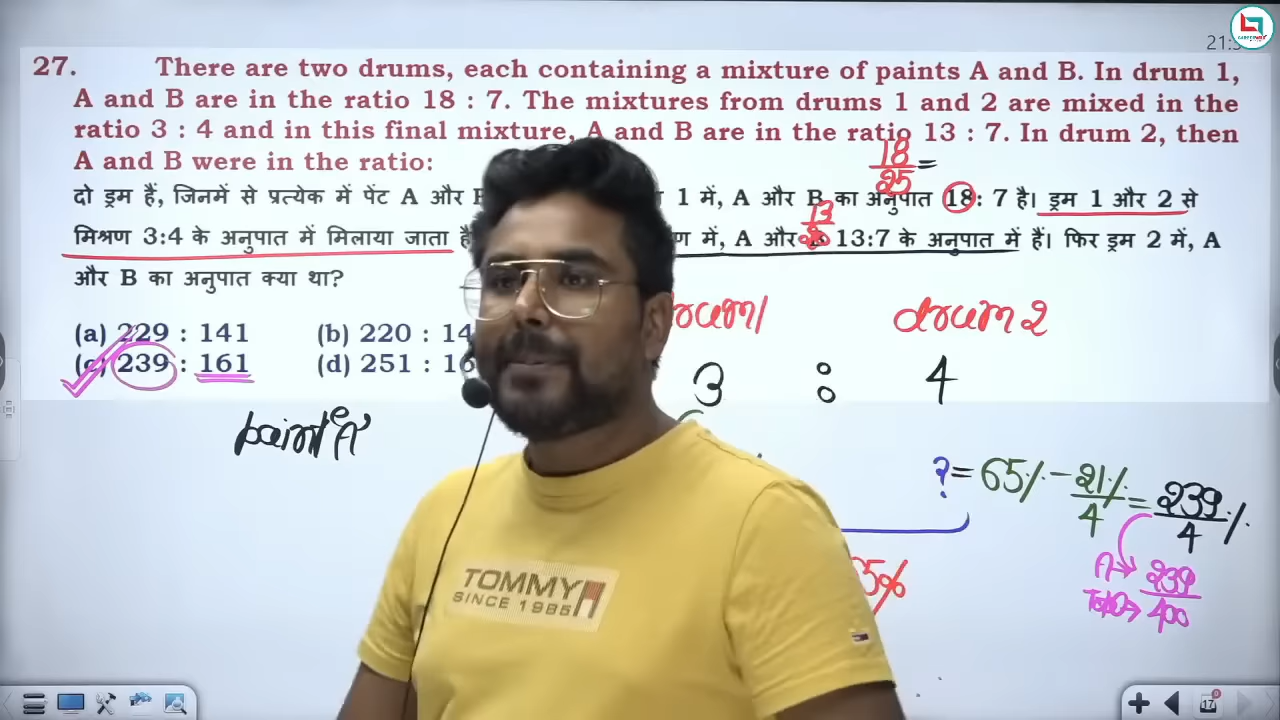 27. There are two drums, each containing a mixture of paints A and B. In drum 1,
A and B are in the ratio 18 : 7. The mixtures from drums 1 and 2 are mixed in the
ratio 3 : 4 and in this final mixture, A and B are in the ratio 13 : 7. In drum 2, then
A and B were in the ratio:
18/25 =
दो ड्रम हैं, जिनमें से प्रत्येक में पेंट A और 1 में, A और B का अनुपात 18: 7 है। ड्रम 1 और 2 से
13/20
मिश्रण 3:4 के अनुपात में मिलाया जाता में, A और 13:7 के अनुपात में हैं। फिर ड्रम 2 में, A
और B का अनुपात क्या था?
drum 2
(a) 229 : 141 (b) 220 : 14
(c) 239 : 161 (d) 251 : 16
3 : 4
paint 'A'
? = 65% - 21%/4 = 239/4 %
A → 239
Total → 400
TOMMY
SINCE 1985